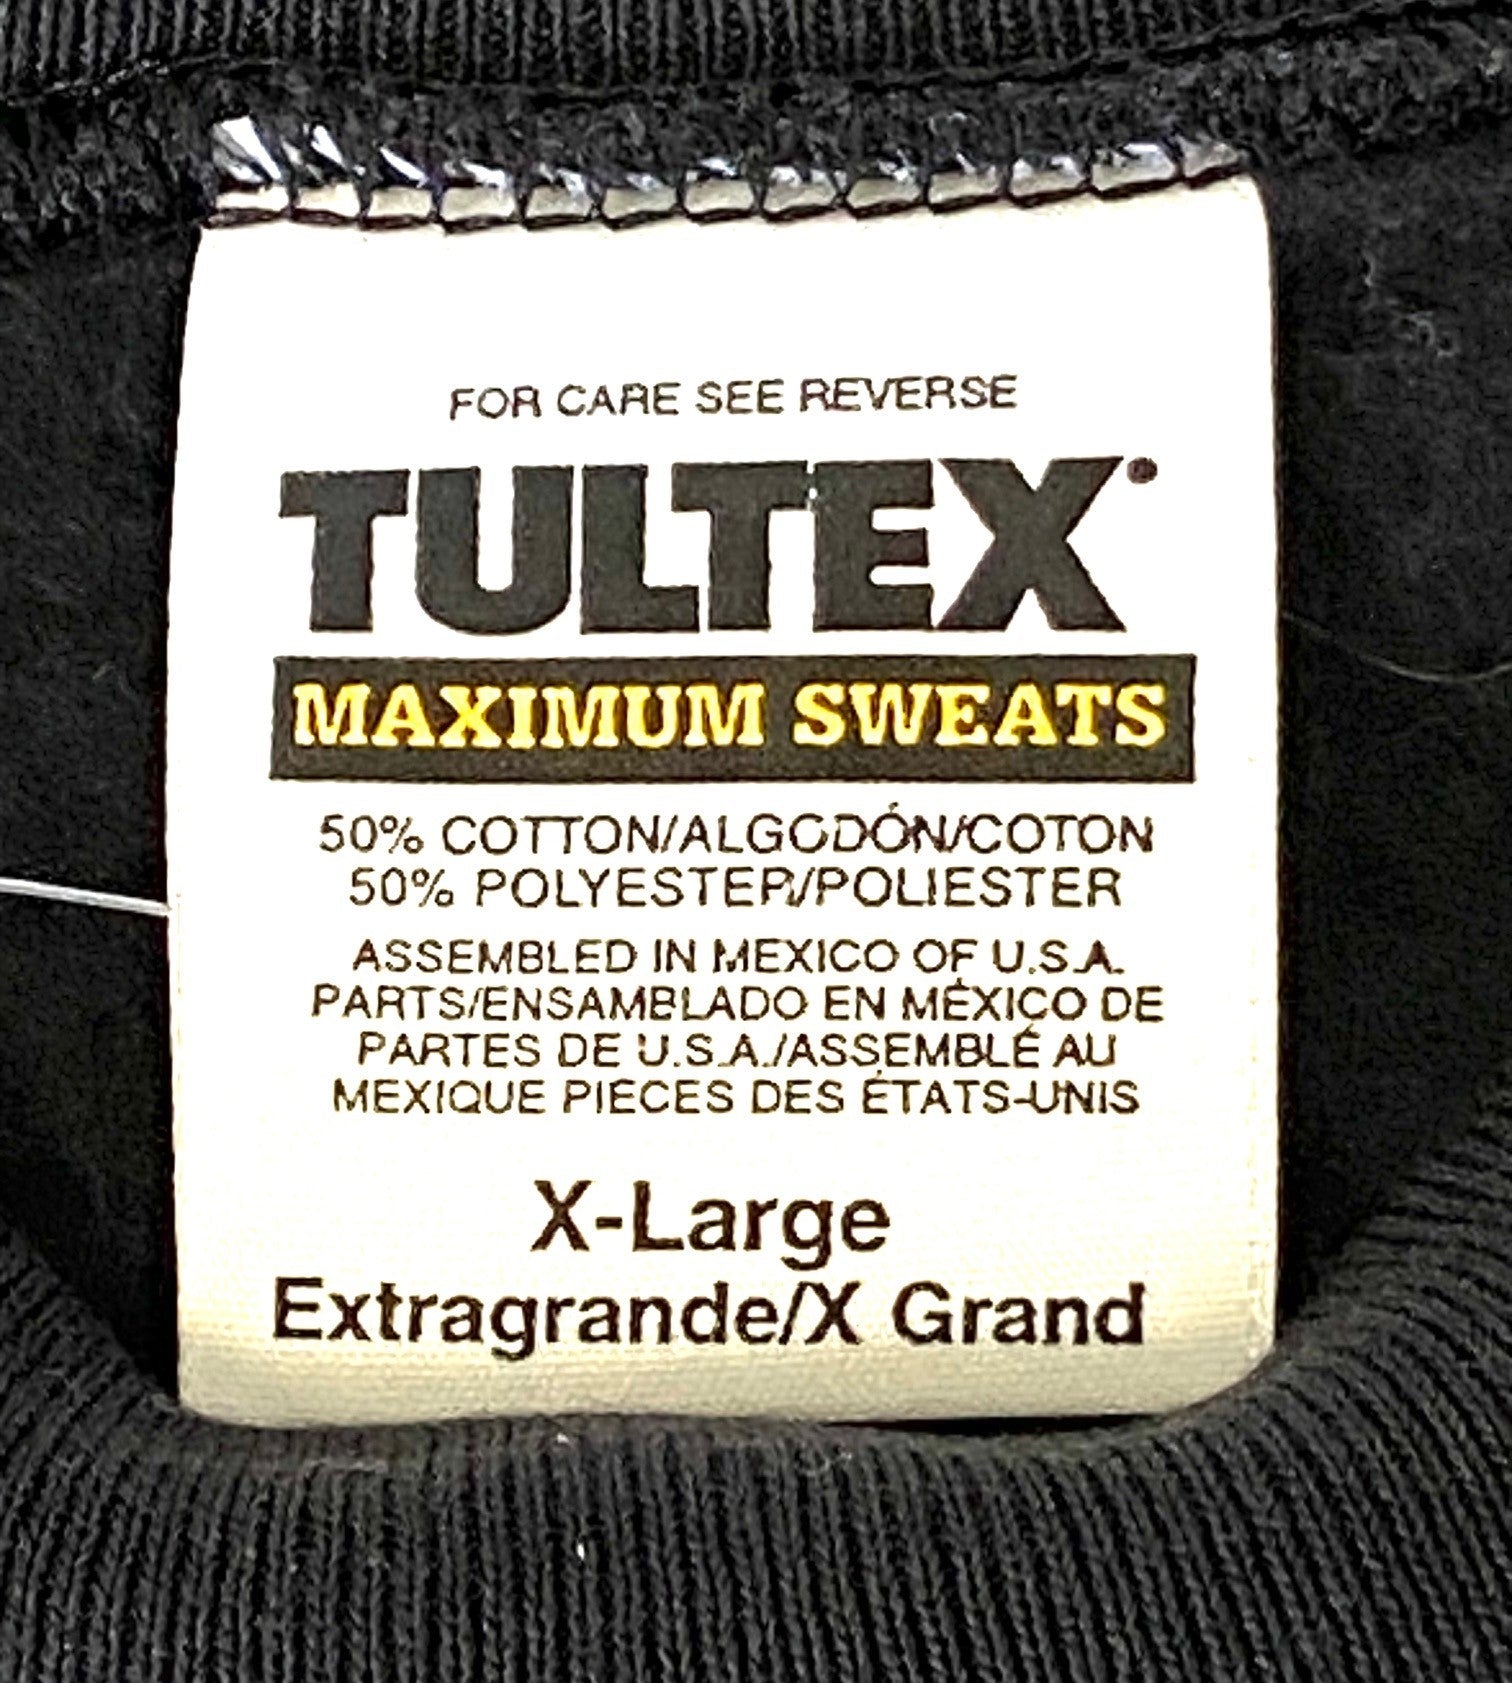 FOR CARE SEE REVERSE
TULTEX
MAXIMUM SWEATS
50% COTTON/ALGODÓN/COTON
50% POLYESTER/POLIESTER
ASSEMBLED IN MEXICO OF U.S.A.
PARTS/ENSAMBLADO EN MÉXICO DE
PARTES DE U.S.A./ASSEMBLÉ AU
MEXIQUE PIECES DES ÉTATS-UNIS
X-Large
Extragrande/X Grand